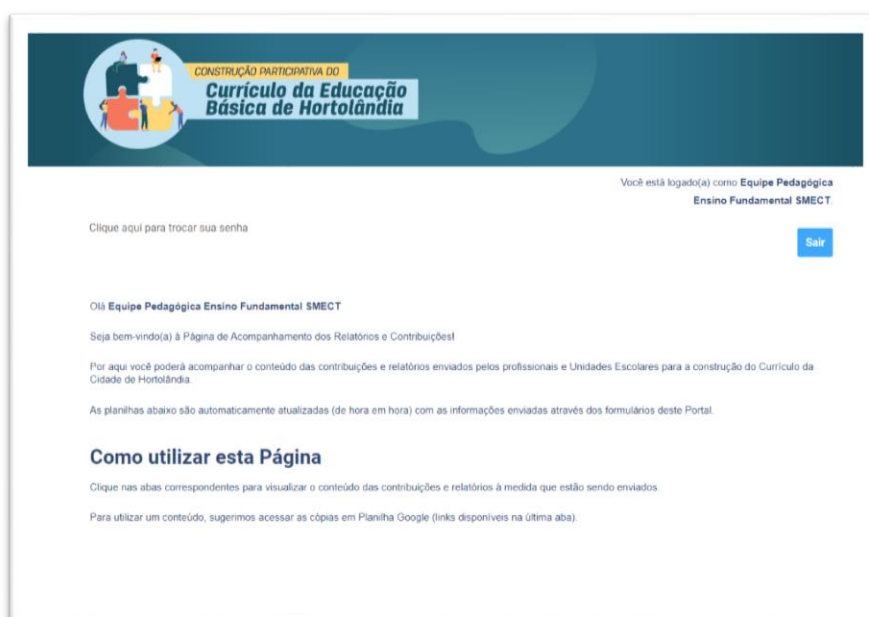 CONSTRUÇÃO PARTICIPATIVA DO
Currículo da Educação
Básica de Hortolândia
Você está logado(a) como Equipe Pedagógica
Ensino Fundamental SMECT.
Clique aqui para trocar sua senha
Sair
Olá Equipe Pedagógica Ensino Fundamental SMECT
Seja bem-vindo(a) à Página de Acompanhamento dos Relatórios e Contribuições!
Por aqui você poderá acompanhar o conteúdo das contribuições e relatórios enviados pelos profissionais e Unidades Escolares para a construção do Currículo da
Cidade de Hortolândia.
As planilhas abaixo são automaticamente atualizadas (de hora em hora) com as informações enviadas através dos formulários deste Portal.
Como utilizar esta Página
Clique nas abas correspondentes para visualizar o conteúdo das contribuições e relatórios à medida que estão sendo enviados.
Para utilizar um conteúdo, sugerimos acessar as cópias em Planilha Google (links disponíveis na última aba).